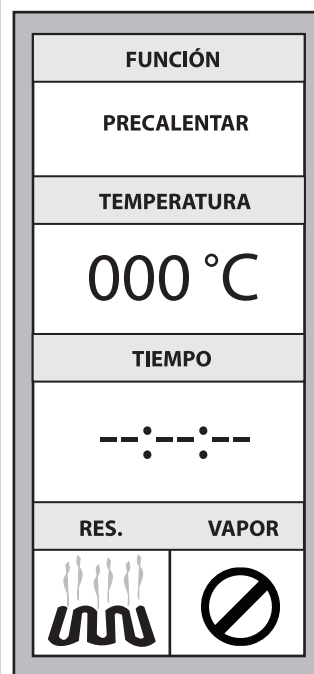 FUNCIÓN
PRECALENTAR
TEMPERATURA
000 °C
TIEMPO
--:--:--
RES. VAPOR